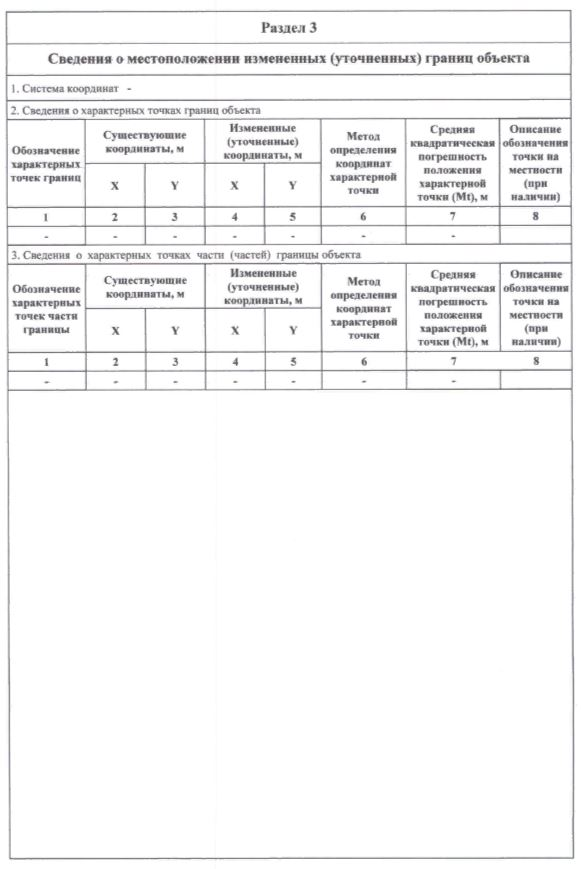 Раздел 3
Сведения о местоположении измененных (уточненных) границ объекта
1. Система координат -
2. Сведения о характерных точках границ объекта
Обозначение характерных точек границ
Существующие координаты, м
Измененные (уточненные) координаты, м
Метод определения координат характерной точки
Средняя квадратическая погрешность положения характерной точки (Mt), м
Описание обозначения точки на местности (при наличии)
X Y X Y
1 2 3 4 5 6 7 8
- - - - - - -
3. Сведения о характерных точках части (частей) границы объекта
Обозначение характерных точек части границы
Существующие координаты, м
Измененные (уточненные) координаты, м
Метод определения координат характерной точки
Средняя квадратическая погрешность положения характерной точки (Mt), м
Описание обозначения точки на местности (при наличии)
X Y X Y
1 2 3 4 5 6 7 8
- - - - - - -